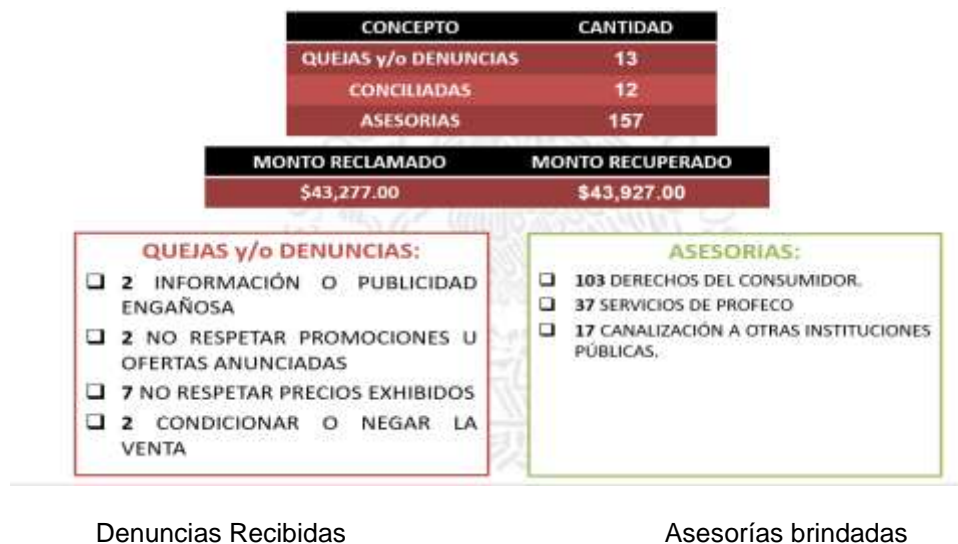 CONCEPTO CANTIDAD
QUEJAS y/o DENUNCIAS 13
CONCILIADAS 12
ASESORIAS 157
MONTO RECLAMADO MONTO RECUPERADO
$43,277.00 $43,927.00
QUEJAS y/o DENUNCIAS:
2 INFORMACIÓN O PUBLICIDAD
ENGAÑOSA
2 NO RESPETAR PROMOCIONES U
OFERTAS ANUNCIADAS
7 NO RESPETAR PRECIOS EXHIBIDOS
2 CONDICIONAR O NEGAR LA
VENTA
ASESORIAS:
103 DERECHOS DEL CONSUMIDOR.
37 SERVICIOS DE PROFECO
17 CANALIZACIÓN A OTRAS INSTITUCIONES
PÚBLICAS.
Denuncias Recibidas
Asesorías brindadas